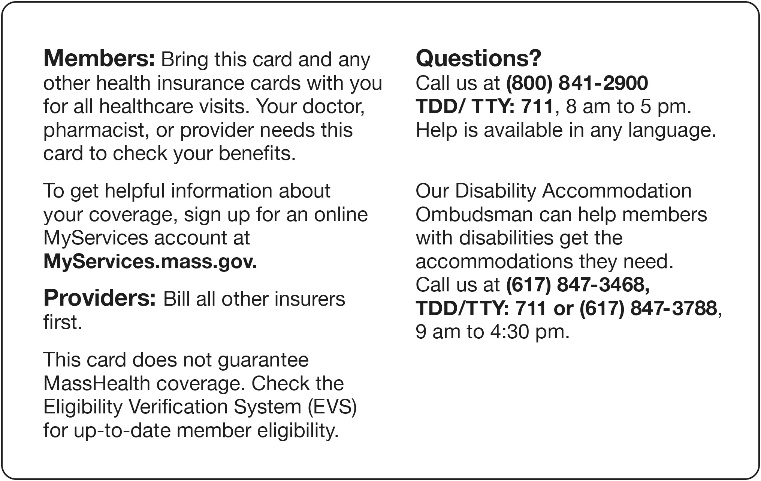 Members: Bring this card and any
other health insurance cards with you
for all healthcare visits. Your doctor,
pharmacist, or provider needs this
card to check your benefits.
To get helpful information about
your coverage, sign up for an online
MyServices account at
MyServices.mass.gov.
Providers: Bill all other insurers
first.
This card does not guarantee
MassHealth coverage. Check the
Eligibility Verification System (EVS)
for up-to-date member eligibility.
Questions?
Call us at (800) 841-2900
TDD/ TTY: 711, 8 am to 5 pm.
Help is available in any language.
Our Disability Accommodation
Ombudsman can help members
with disabilities get the
accommodations they need.
Call us at (617) 847-3468,
TDD/TTY: 711 or (617) 847-3788,
9 am to 4:30 pm.